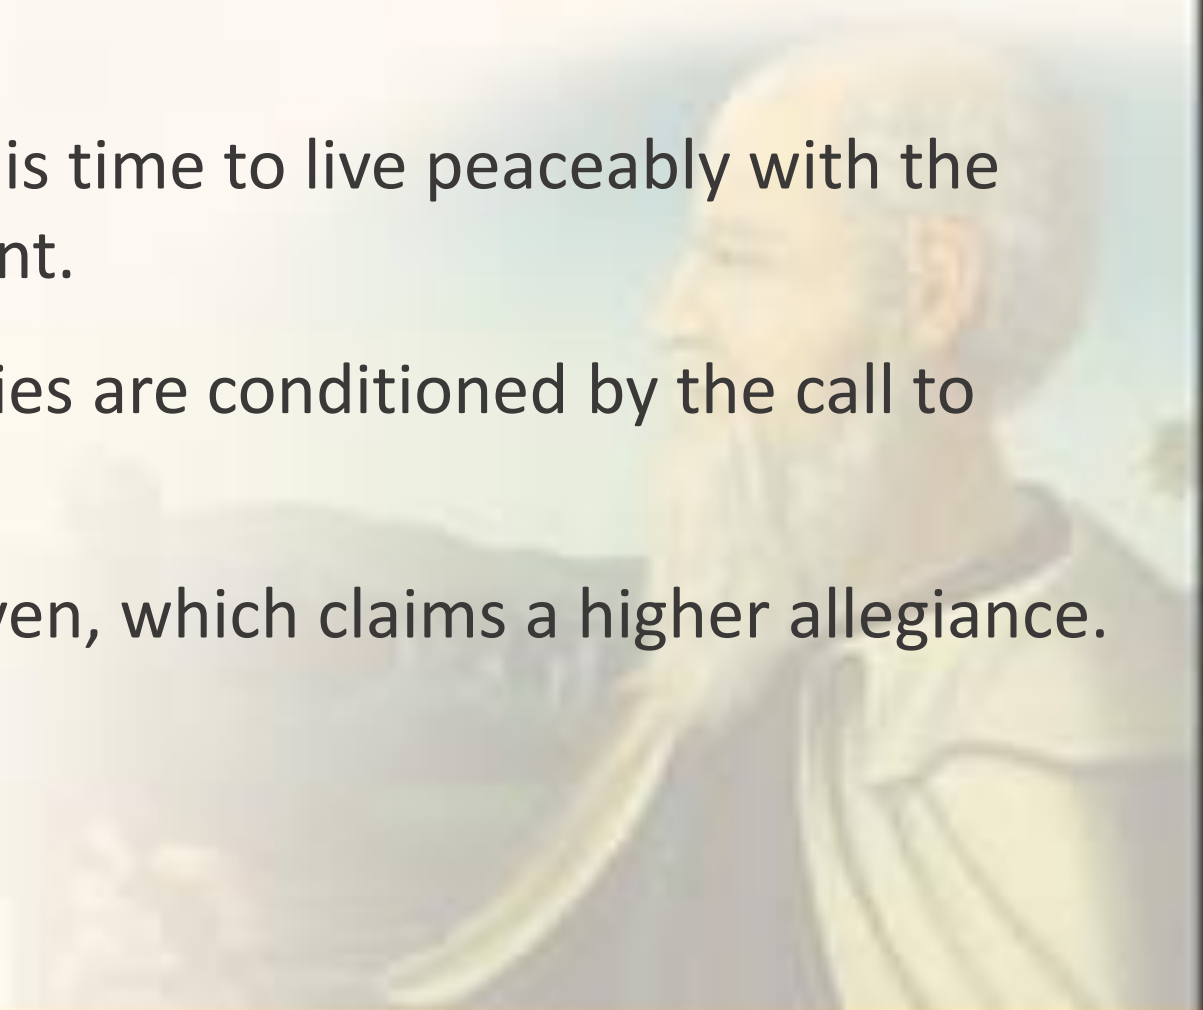 is time to live peaceably with the
nt.
ies are conditioned by the call to
en, which claims a higher allegiance.